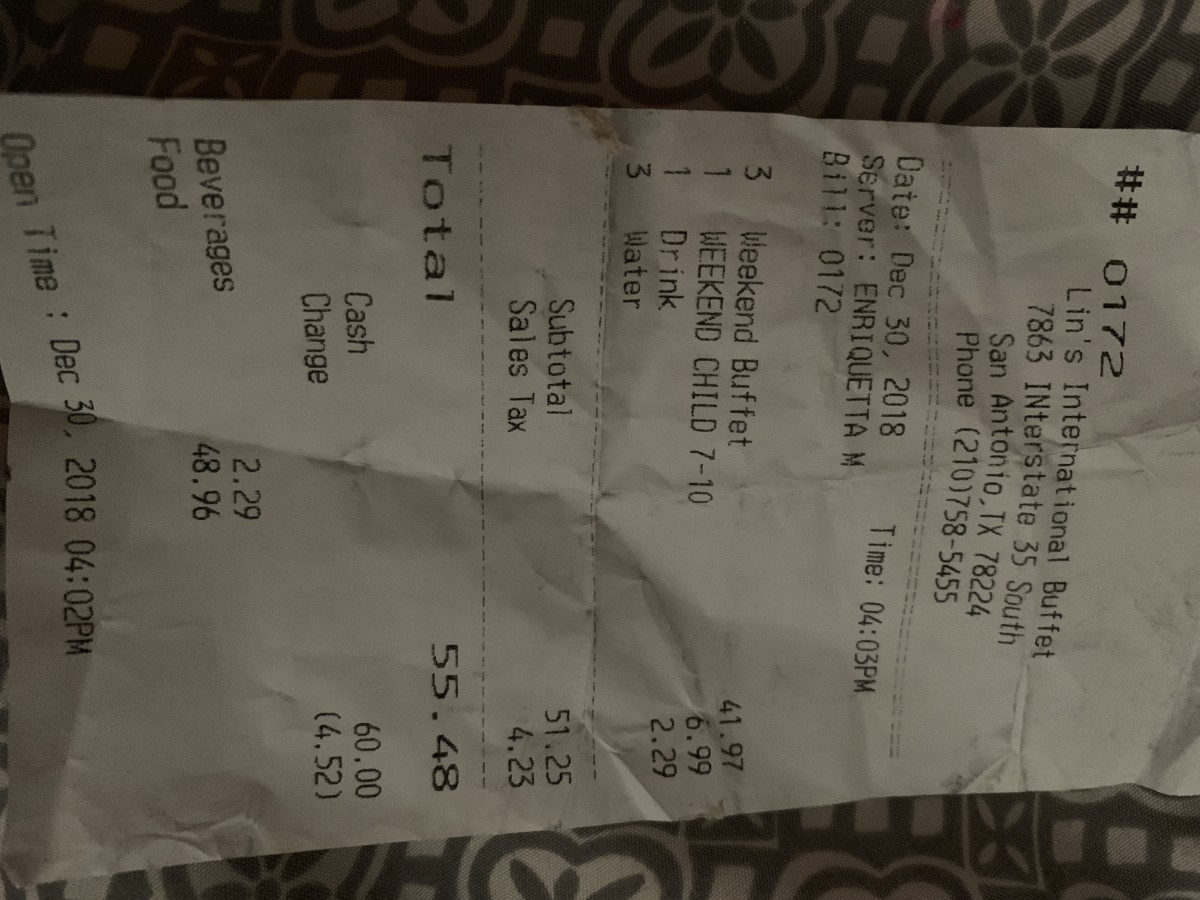 ## 0172
Lin's International Buffet
7863 INterstate 35 South
San Antonio,TX 78224
Phone (210)758-5455
Date: Dec 30, 2018 Time: 04:03PM
Server: ENRIQUETTA M
Bill: 0172
3 Weekend Buffet 41.97
1 WEEKEND CHILD 7-10 6.99
1 Drink 2.29
3 Water
Subtotal 51.25
Sales Tax 4.23
Total 55.48
Cash 60.00
Change (4.52)
Beverages 2.29
Food 48.96
Open Time : Dec 30, 2018 04:02PM